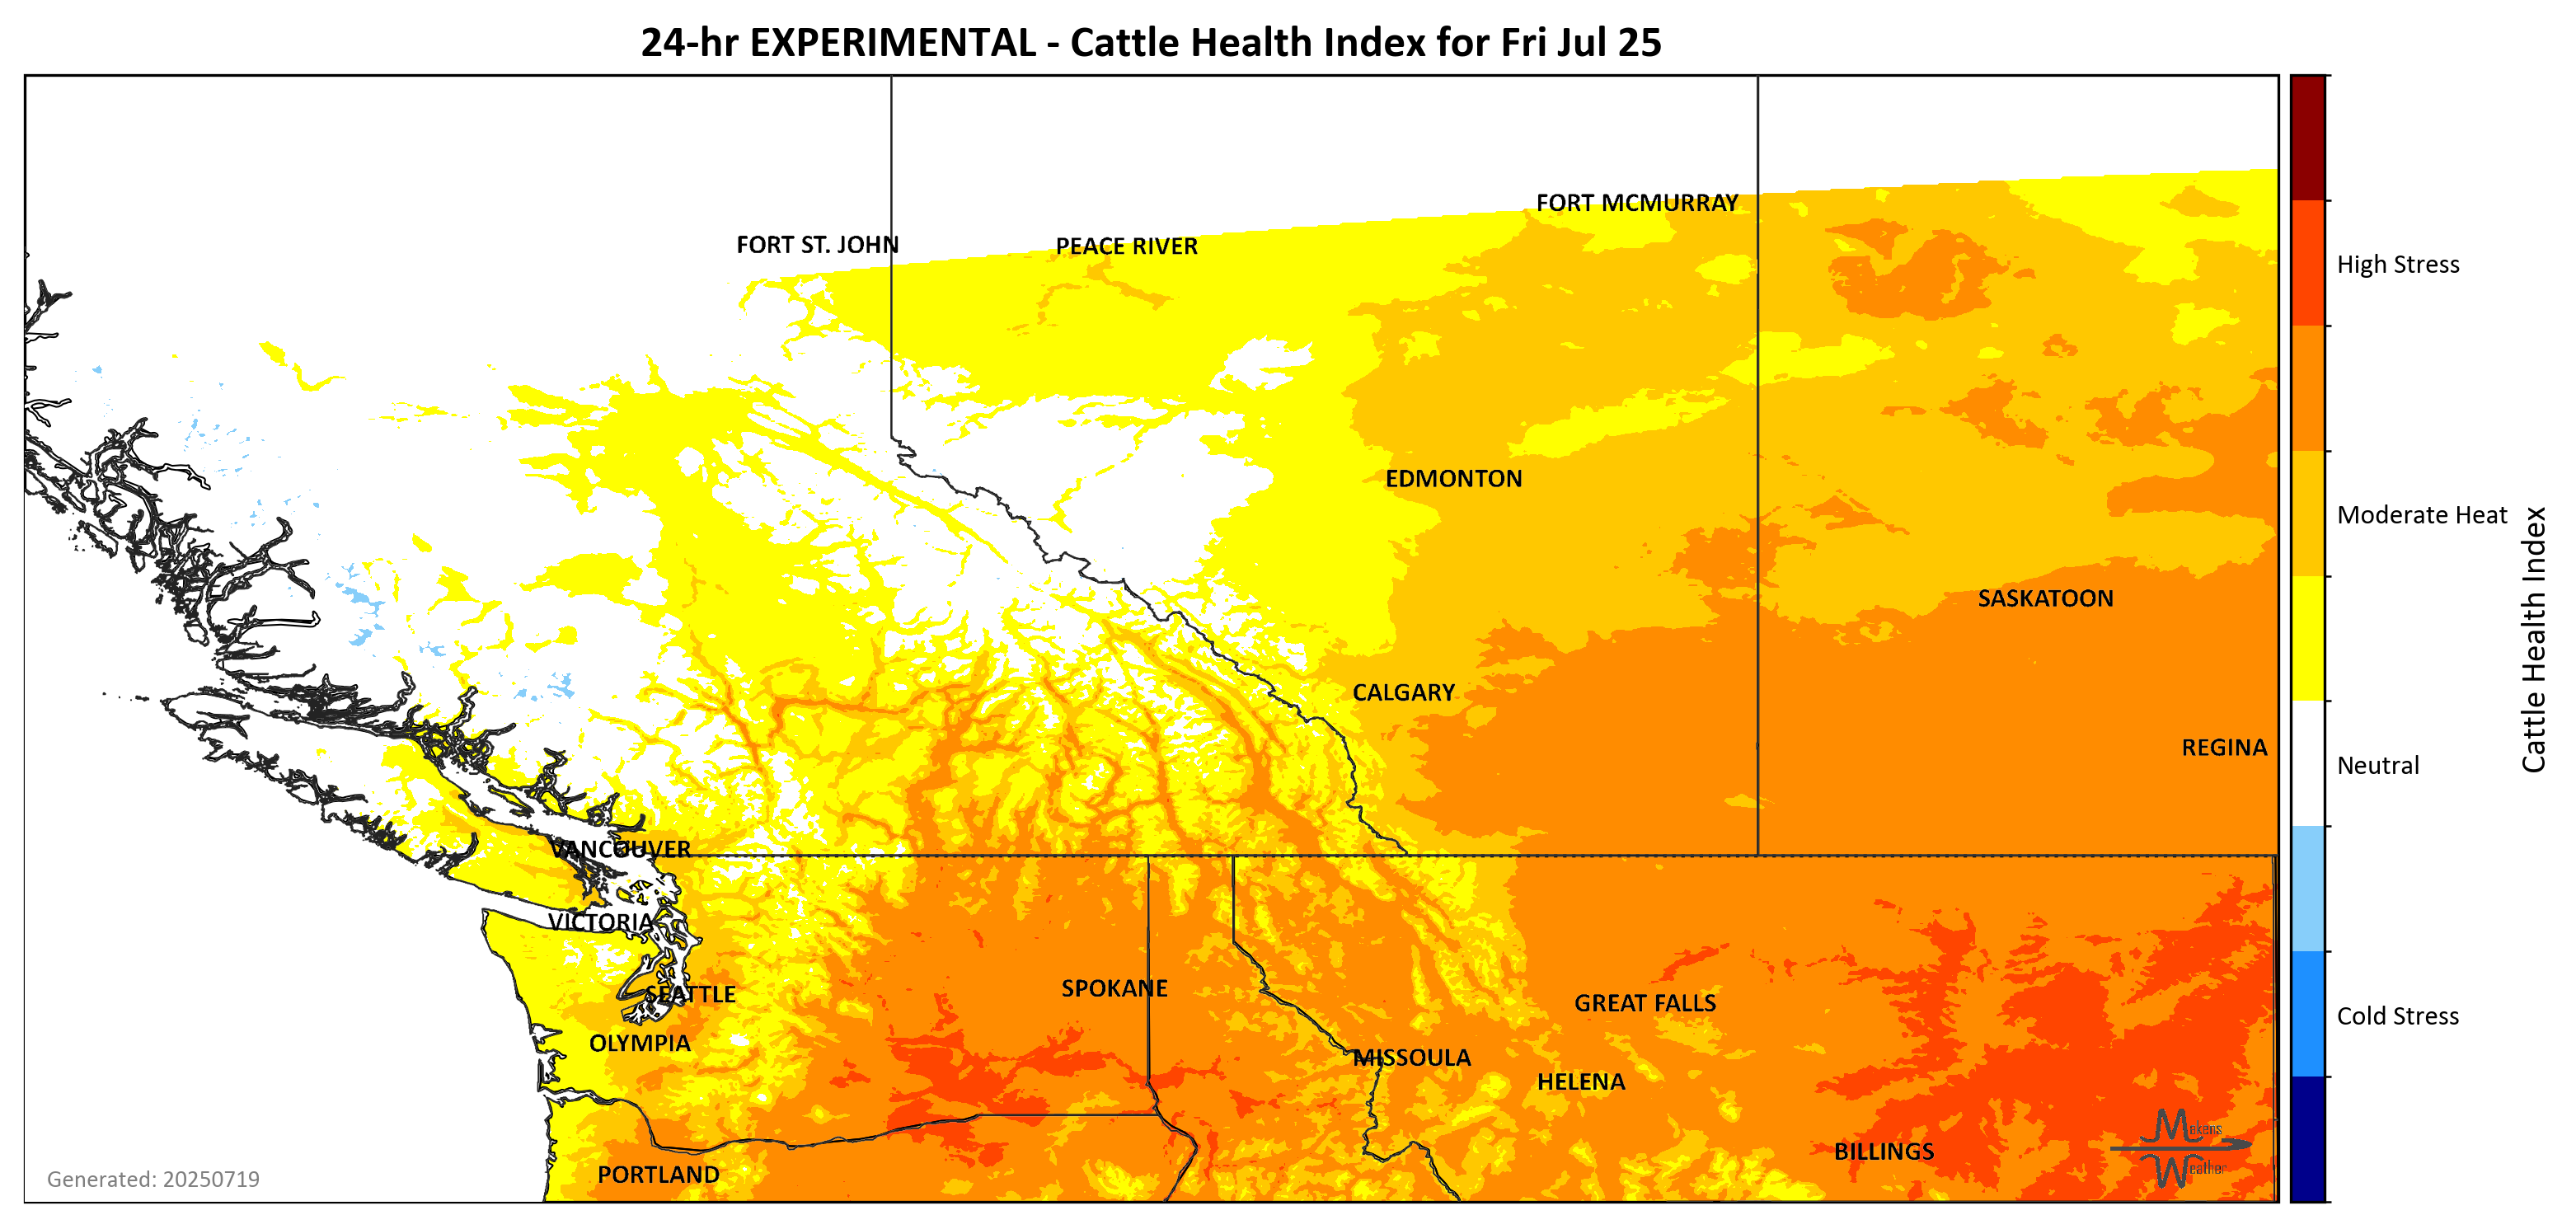 24-hr EXPERIMENTAL - Cattle Health Index for Fri Jul 25
FORT MCMURRAY
FORT ST. JOHN
PEACE RIVER
High Stress
EDMONTON
Moderate Heat
SASKATOON
CALGARY
REGINA
Neutral
Cattle Health Index
VANCOUVER
VICTORIA
SEATTLE
SPOKANE
GREAT FALLS
Cold Stress
OLYMPIA
MISSOULA
HELENA
BILLINGS
Makens
Weather
PORTLAND
Generated: 20250719